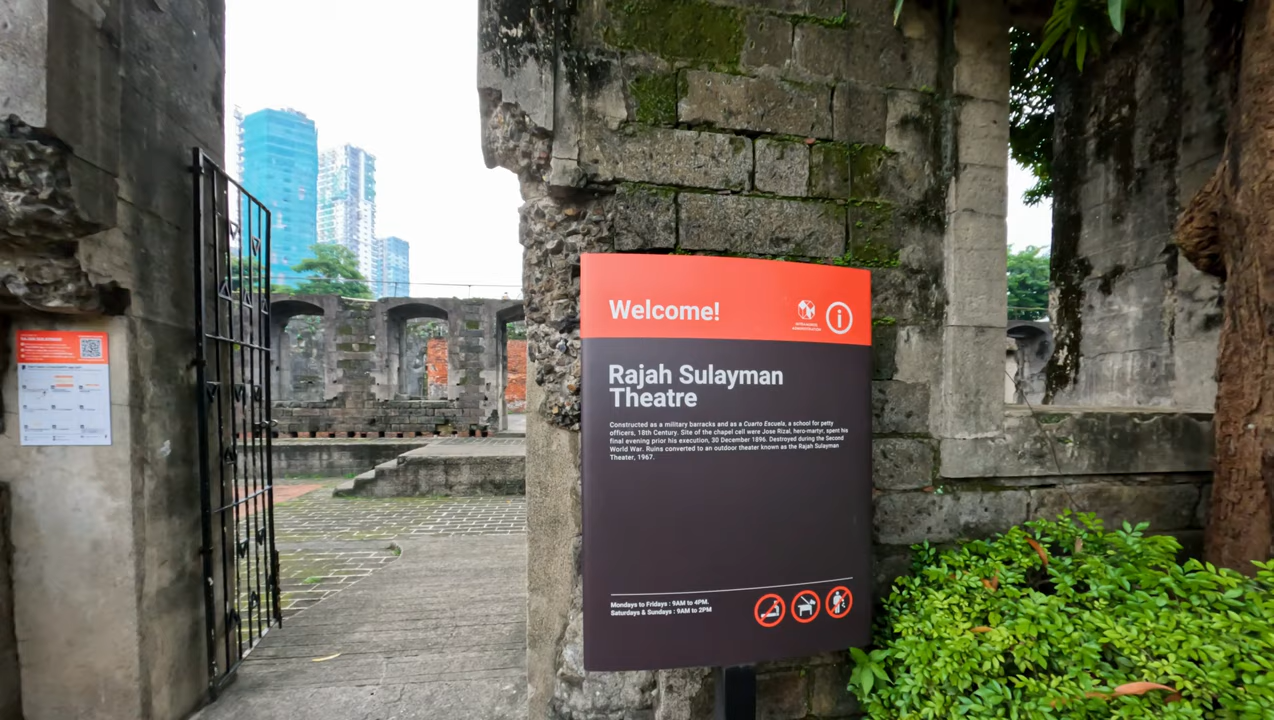 Welcome!
INTRAMUROS
ADMINISTRATION
i
Rajah Sulayman
Theatre
Constructed as a military barracks and as a Cuarto Escuela, a school for petty
officers, 18th Century. Site of the chapel cell were Jose Rizal, hero-martyr, spent his
final evening prior his execution, 30 December 1896. Destroyed during the Second
World War. Ruins converted to an outdoor theater known as the Rajah Sulayman
Theater, 1967.
Mondays to Fridays : 9AM to 4PM.
Saturdays & Sundays : 9AM to 2PM